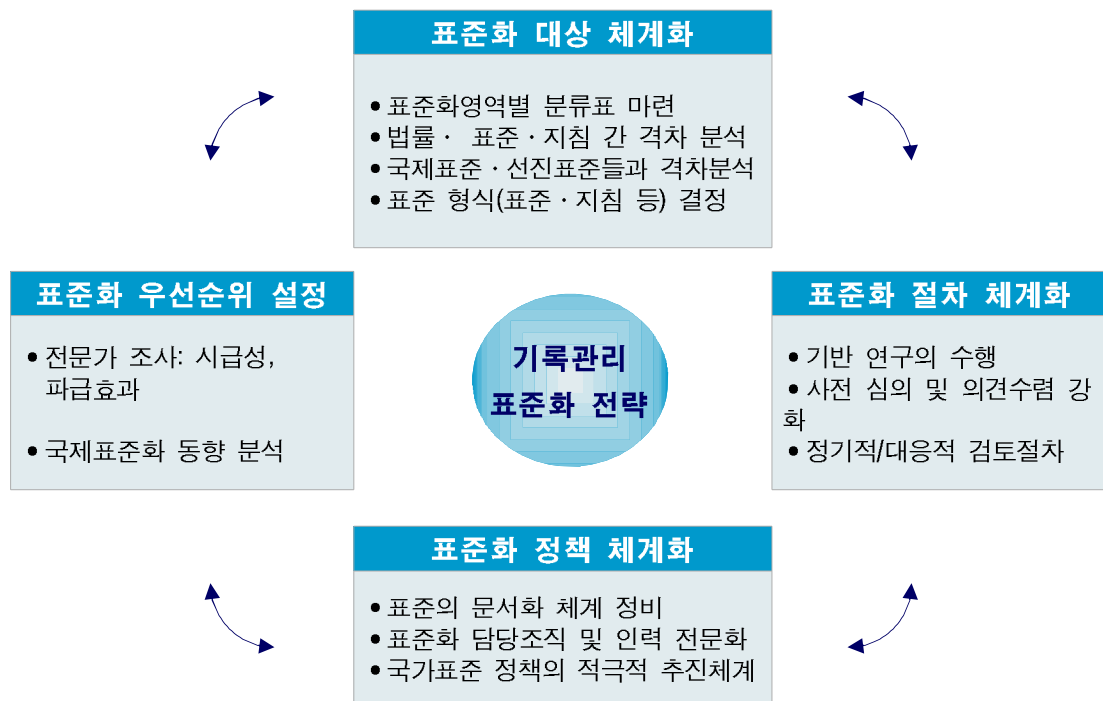 표준화 대상 체계화
• 표준화영역별 분류표 마련
• 법률 · 표준 · 지침 간 격차 분석
• 국제표준 · 선진표준들과 격차분석
• 표준 형식(표준 · 지침 등) 결정
표준화 우선순위 설정
• 전문가 조사: 시급성,
파급효과
• 국제표준화 동향 분석
기록관리
표준화 전략
표준화 절차 체계화
• 기반 연구의 수행
• 사전 심의 및 의견수렴 강
화
• 정기적/대응적 검토절차
표준화 정책 체계화
• 표준의 문서화 체계 정비
• 표준화 담당조직 및 인력 전문화
• 국가표준 정책의 적극적 추진체계